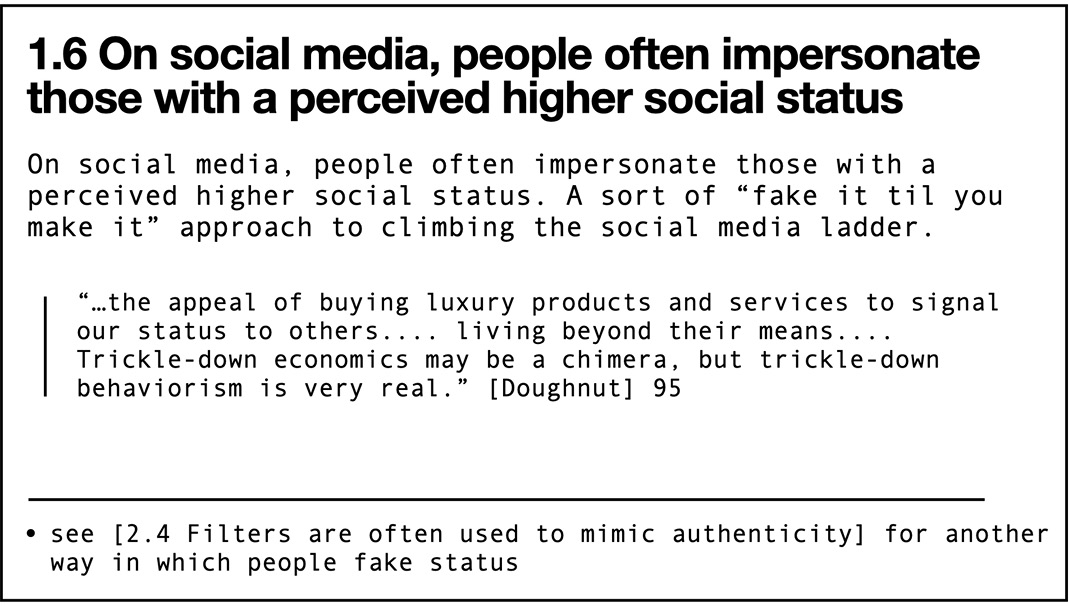 1.6 On social media, people often impersonate
those with a perceived higher social status
On social media, people often impersonate those with a
perceived higher social status. A sort of “fake it til you
make it” approach to climbing the social media ladder.
“…the appeal of buying luxury products and services to signal
our status to others.... living beyond their means....
Trickle-down economics may be a chimera, but trickle-down
behaviorism is very real.” [Doughnut] 95
• see [2.4 Filters are often used to mimic authenticity] for another
way in which people fake status